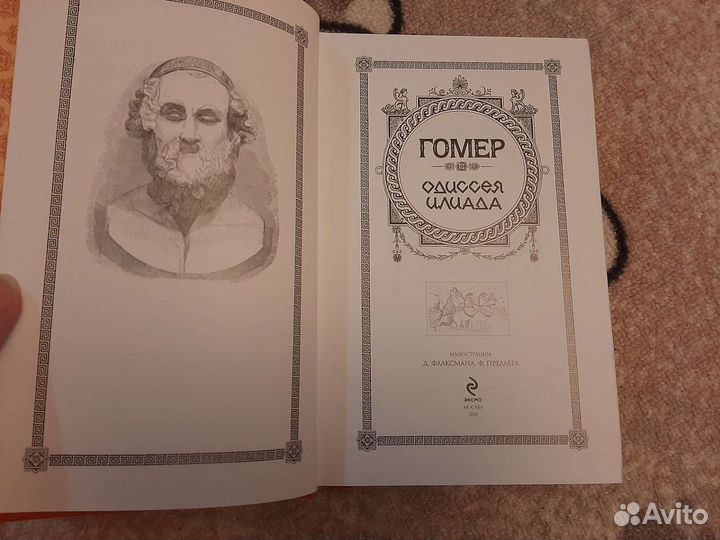 ГОМЕР
ОДИССЕЯ
ИЛИАДА
ИЛЛЮСТРАЦИИ
Д. ФЛАКСМАНА, Ф. ПРЕЛЛЕРА
ЭКСМО
МОСКВА
Avito